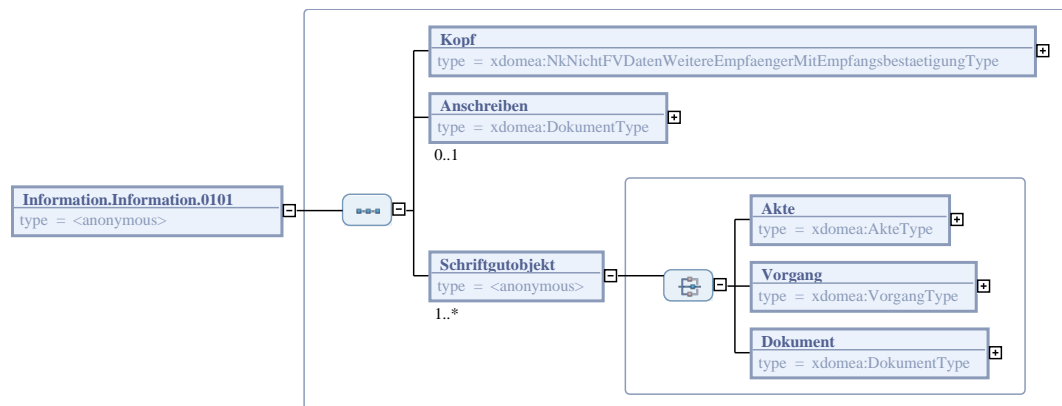 Kopf
type = xdomea:NkNichtFVDatenWeitereEmpfaengerMitEmpfangsbestaetigungType
Anschreiben
type = xdomea:DokumentType
0..1
Information.Information.0101
type = <anonymous>
Akte
type = xdomea:AkteType
Schriftgutobjekt
type = <anonymous>
1..*
Vorgang
type = xdomea:VorgangType
Dokument
type = xdomea:DokumentType